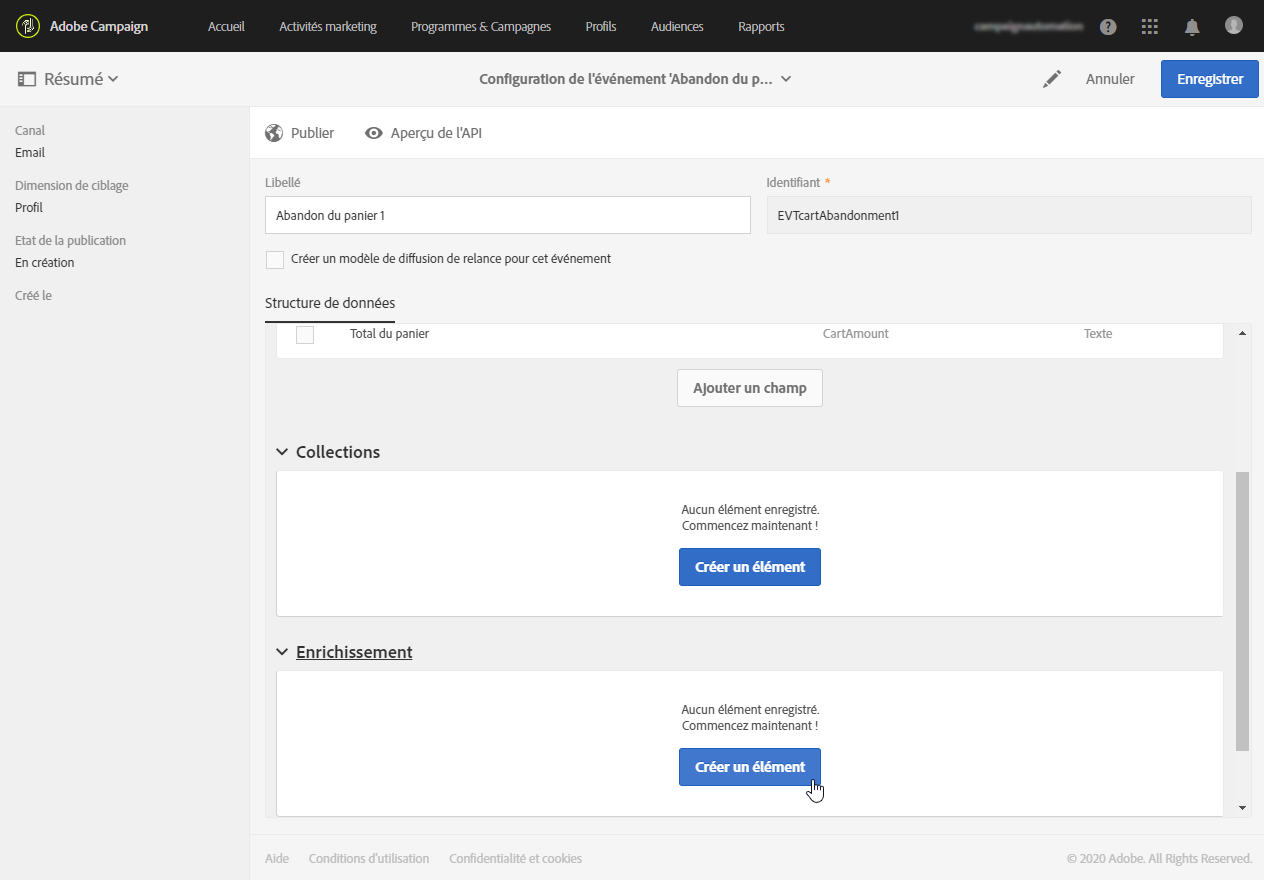 Adobe Campaign Accueil Activités marketing Programmes & Campagnes Profils Audiences Rapports
Résumé Configuration de l'événement 'Abandon du p... Annuler Enregistrer
Canal
Email
Dimension de ciblage
Profil
Etat de la publication
En création
Créé le
Publier Aperçu de l'API
Libellé Identifiant *
Abandon du panier 1 EVTcartAbandonment1
Créer un modèle de diffusion de relance pour cet événement
Structure de données
Total du panier CartAmount Texte
Ajouter un champ
Collections
Aucun élément enregistré.
Commencez maintenant !
Créer un élément
Enrichissement
Aucun élément enregistré.
Commencez maintenant !
Créer un élément
Aide Conditions d'utilisation Confidentialité et cookies © 2020 Adobe. All Rights Reserved.